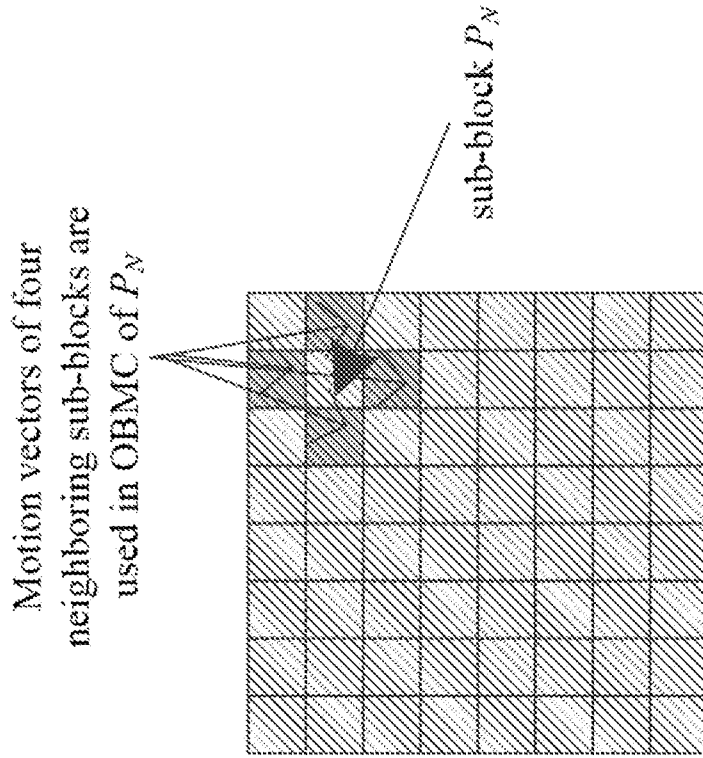 Motion vectors of four
neighboring sub-blocks are
used in OBMC of P_N
sub-block P_N